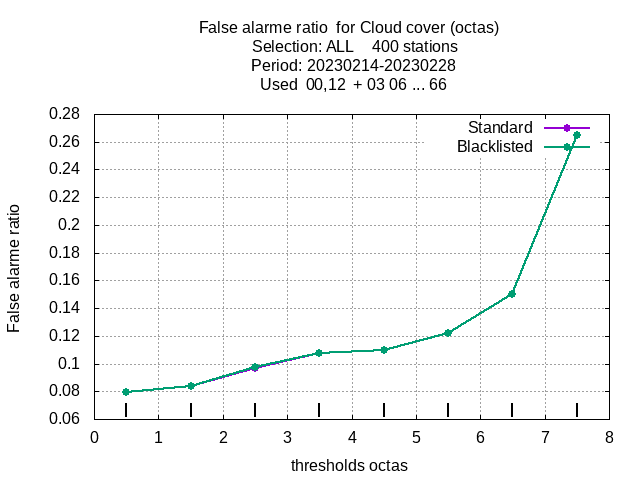 False alarme ratio  for Cloud cover (octas)
Selection: ALL    400 stations
Period: 20230214-20230228
Used  00,12  + 03 06 ... 66
Standard
Blacklisted
False alarme ratio
0.28
0.26
0.24
0.22
0.2
0.18
0.16
0.14
0.12
0.1
0.08
0.06
0 1 2 3 4 5 6 7 8
thresholds octas